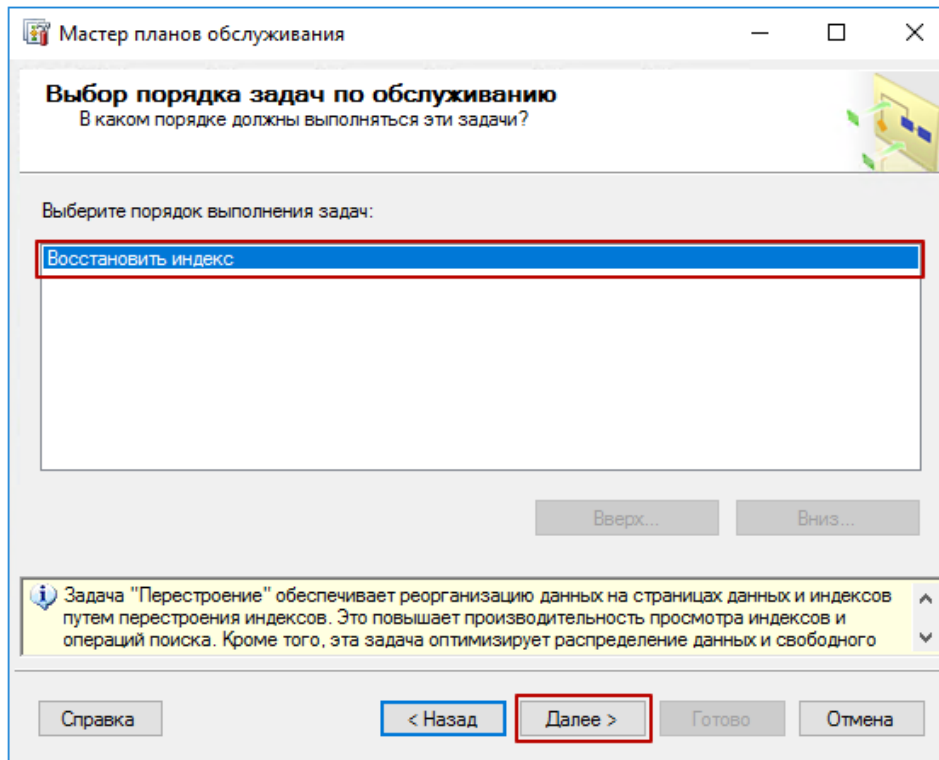 Мастер планов обслуживания
Выбор порядка задач по обслуживанию
В каком порядке должны выполняться эти задачи?
Выберите порядок выполнения задач:
Восстановить индекс
Вверх...
Вниз...
Задача "Перестроение" обеспечивает реорганизацию данных на страницах данных и индексов
путем перестроения индексов. Это повышает производительность просмотра индексов и
операций поиска. Кроме того, эта задача оптимизирует распределение данных и свободного
Справка
< Назад
Далее >
Готово
Отмена